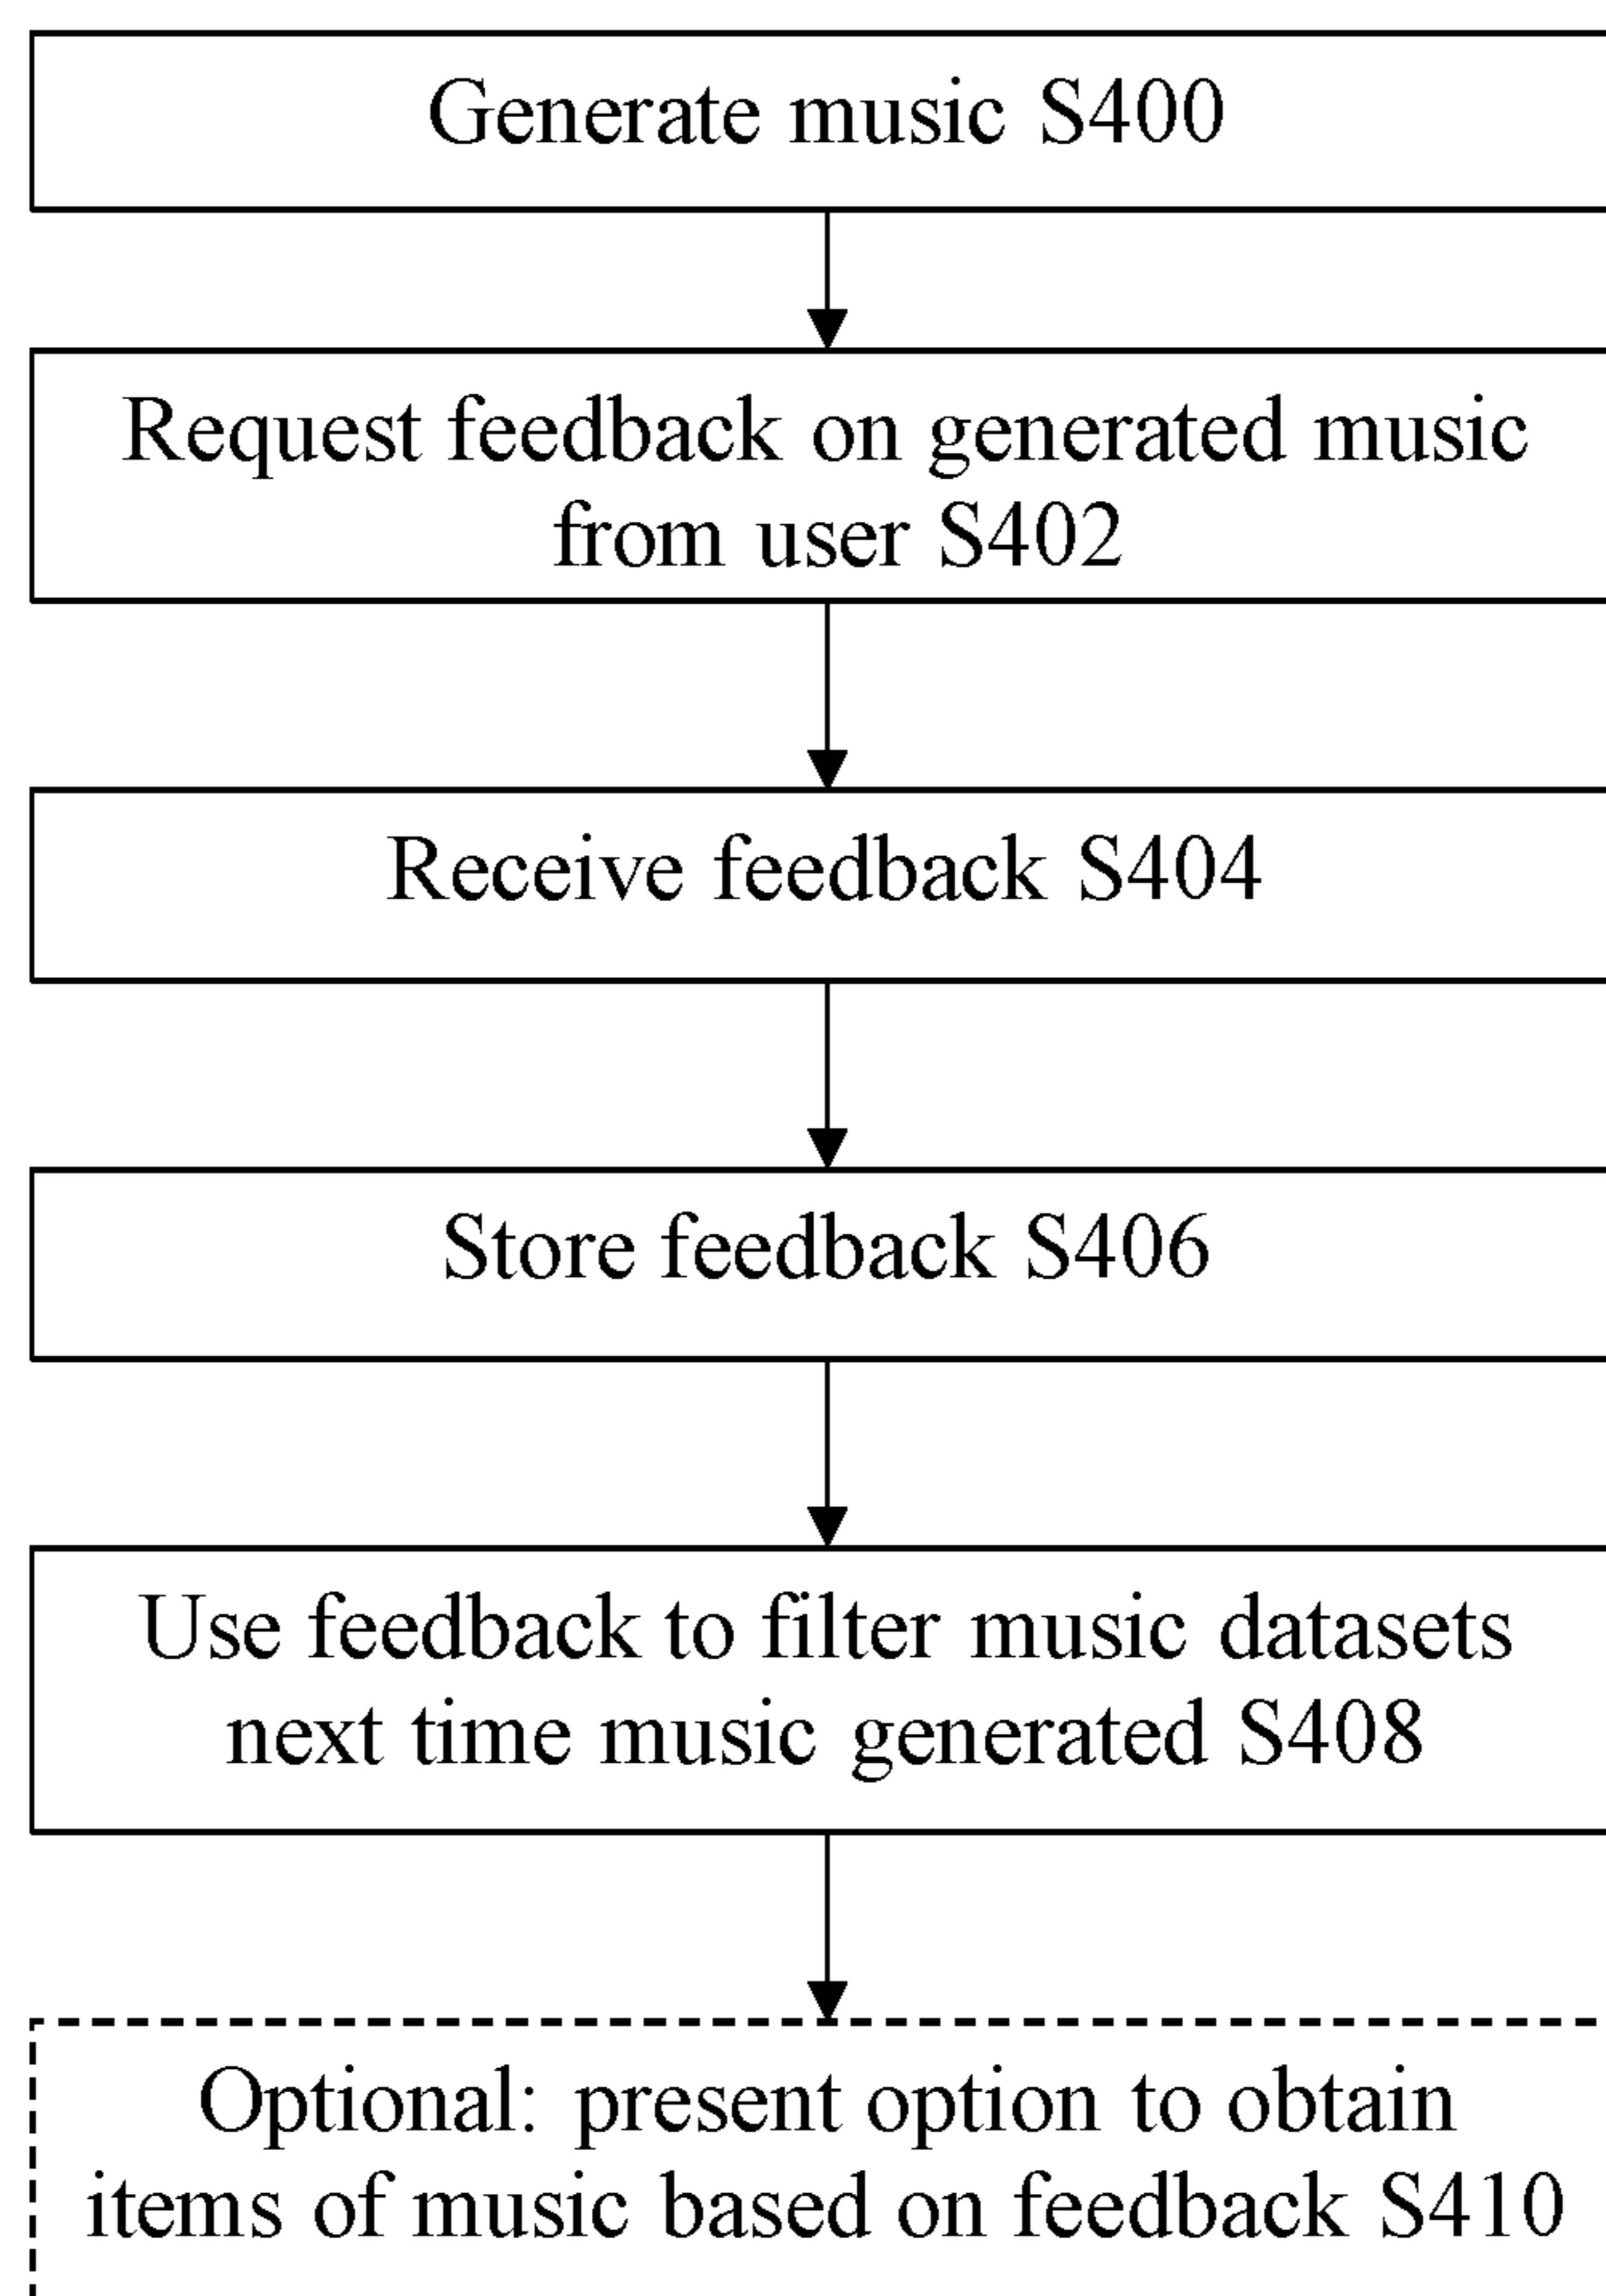 Generate music S400
Request feedback on generated music
from user S402
Receive feedback S404
Store feedback S406
Use feedback to filter music datasets
next time music generated S408
Optional: present option to obtain
items of music based on feedback S410